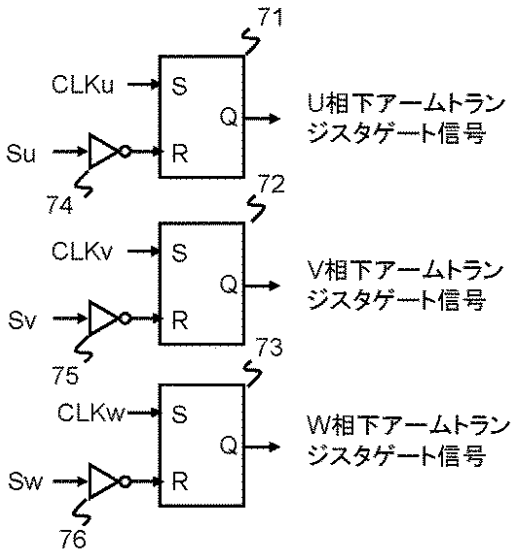 71
CLKu
S
Q
U相下アームトラン
ジスタゲート信号
Su
R
74
72
CLKv
S
Q
V相下アームトラン
ジスタゲート信号
Sv
R
75
73
CLKw
S
Q
W相下アームトラン
ジスタゲート信号
Sw
R
76